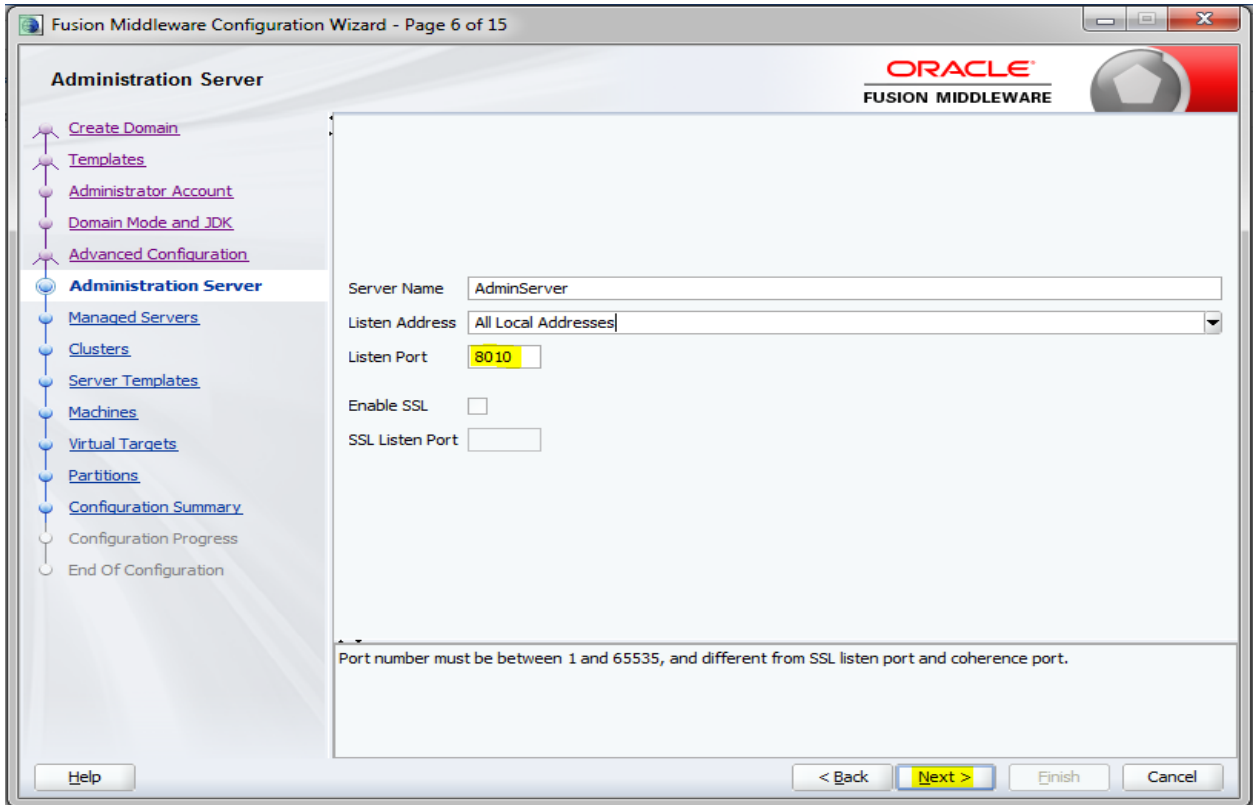 Fusion Middleware Configuration Wizard - Page 6 of 15
Administration Server
ORACLE
FUSION MIDDLEWARE
Create Domain
Templates
Administrator Account
Domain Mode and JDK
Advanced Configuration
Administration Server
Managed Servers
Clusters
Server Templates
Machines
Virtual Targets
Partitions
Configuration Summary
Configuration Progress
End Of Configuration
Server Name AdminServer
Listen Address All Local Addresses
Listen Port 8010
Enable SSL
SSL Listen Port
Port number must be between 1 and 65535, and different from SSL listen port and coherence port.
Help < Back Next > Finish Cancel